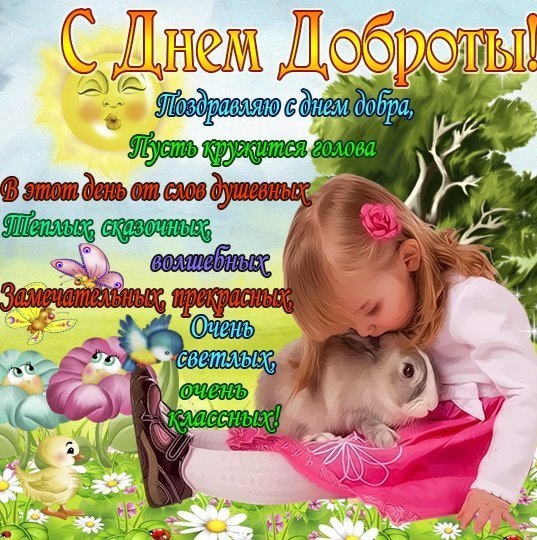 С Днем Доброты!
Поздравляю с днем добра,
Пусть кружится голова
В этот день от слов душевных
Теплых, сказочных,
волшебных
Замечательных, прекрасных,
Очень
светлых,
очень
классных!